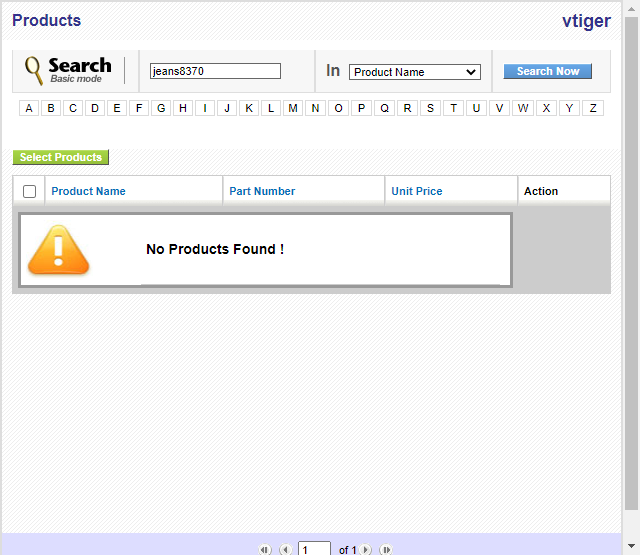 Products
vtiger
Search
Basic mode
jeans8370
In
Product Name
Search Now
A B C D E F G H I J K L M N O P Q R S T U V W X Y Z
Select Products
Product Name Part Number Unit Price Action
No Products Found !
1 of 1